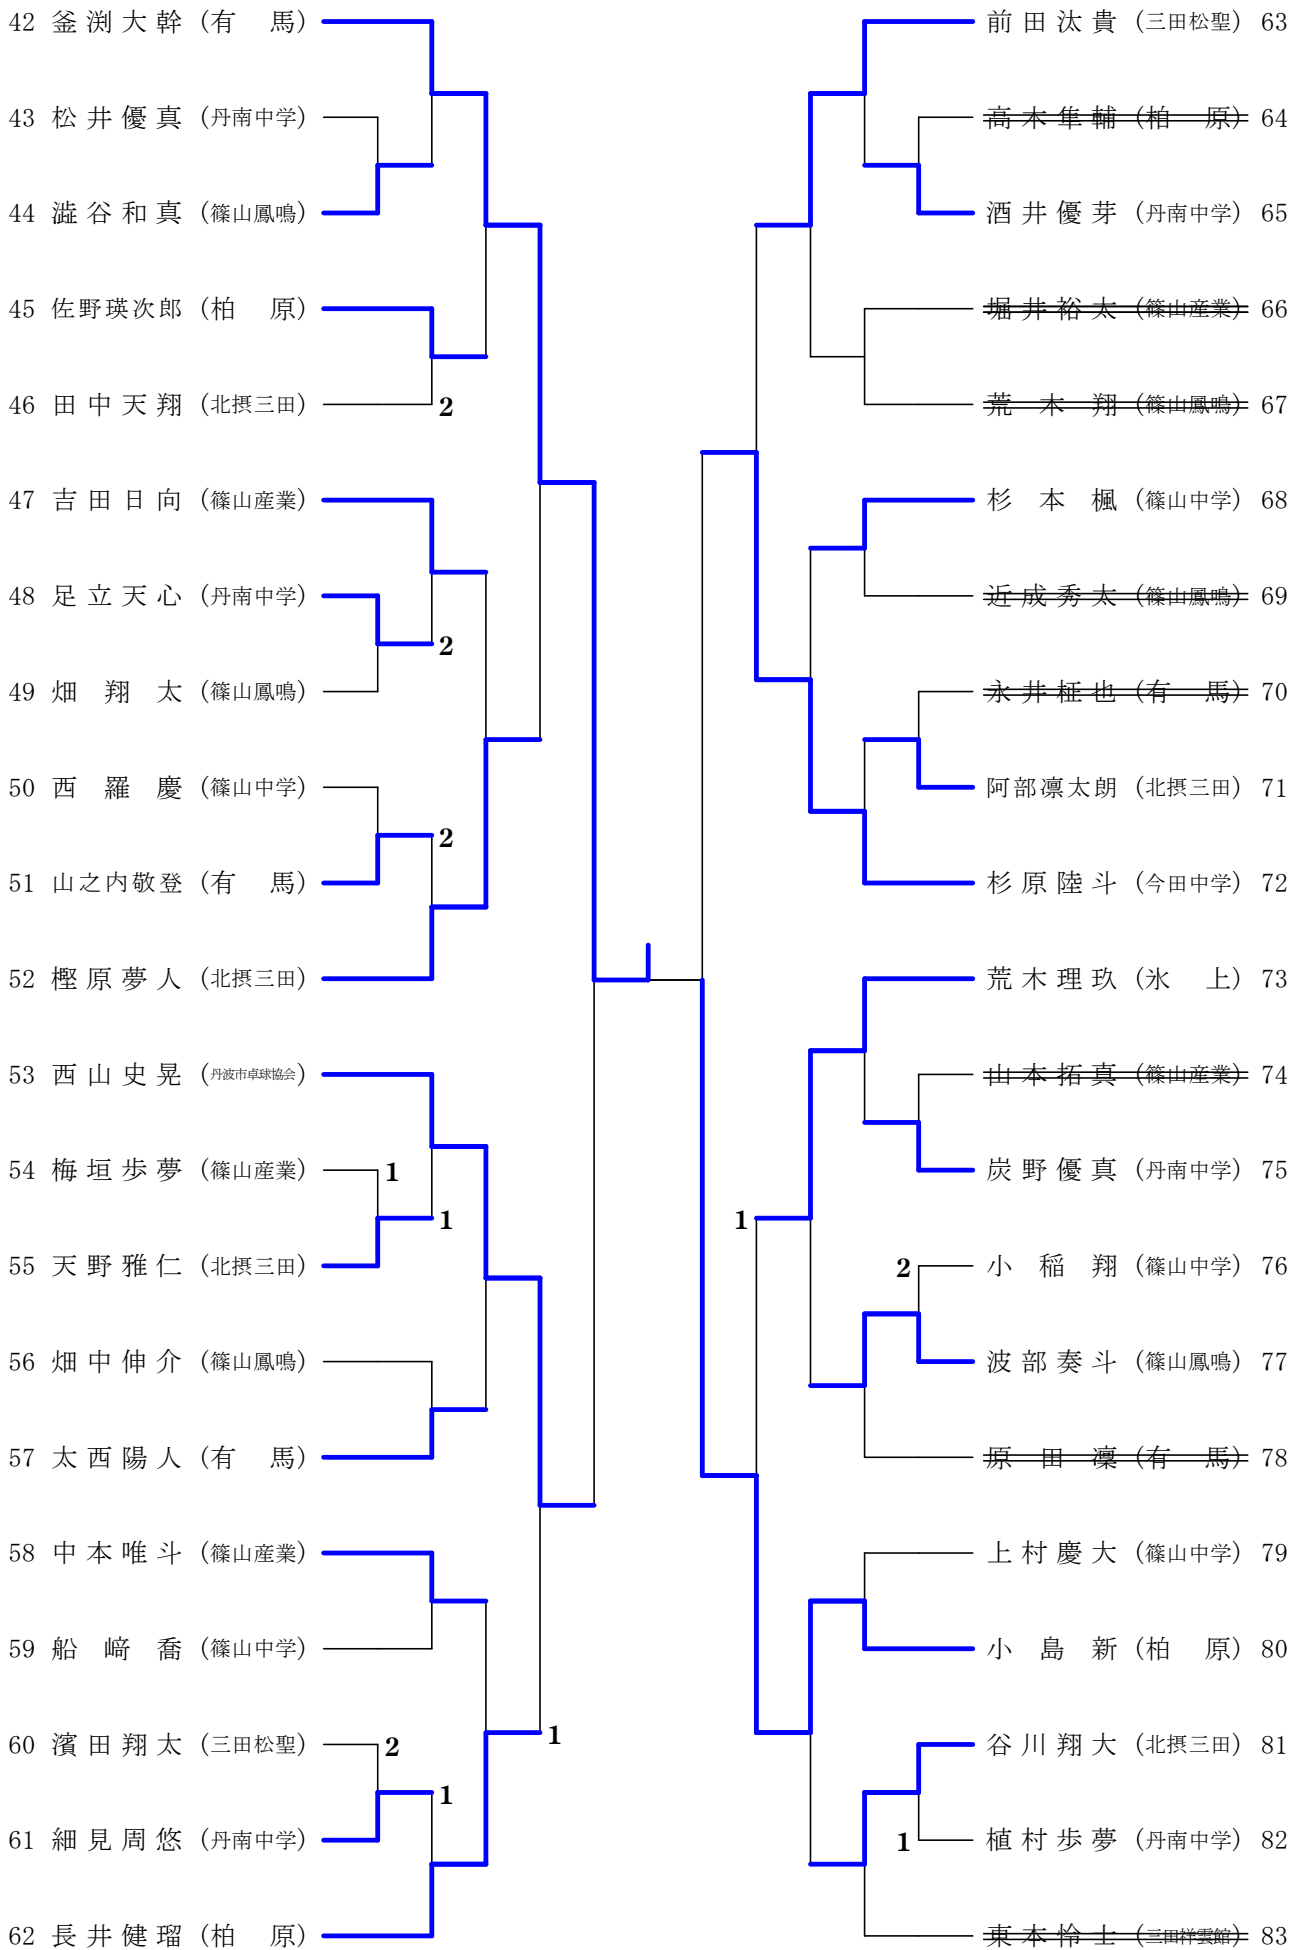 42 釜渕大幹 (有　馬)
43 松井優真 (丹南中学)
44 澁谷和真 (篠山鳳鳴)
45 佐野瑛次郎 (柏　原)
46 田中天翔 (北摂三田) 2
47 吉田日向 (篠山産業)
48 足立天心 (丹南中学)
2
49 畑　翔　太 (篠山鳳鳴)
50 西　羅　慶 (篠山中学)
2
51 山之内敬登 (有　馬)
52 樫原夢人 (北摂三田)
53 西山史晃 (丹波市卓球協会)
54 梅垣歩夢 (篠山産業) 1
1
55 天野雅仁 (北摂三田)
56 畑中伸介 (篠山鳳鳴)
57 太西陽人 (有　馬)
58 中本唯斗 (篠山産業)
59 船　﨑　喬 (篠山中学)
1
60 濱田翔太 (三田松聖) 2
1
61 細見周悠 (丹南中学)
62 長井健瑠 (柏　原)
前田汰貴 (三田松聖) 63
高木隼輔 (柏　原) 64
酒井優芽 (丹南中学) 65
堀井裕太 (篠山産業) 66
荒　木　翔 (篠山鳳鳴) 67
杉　本　楓 (篠山中学) 68
近成秀太 (篠山鳳鳴) 69
永井柾也 (有　馬) 70
阿部凛太朗 (北摂三田) 71
杉原陸斗 (今田中学) 72
荒木理玖 (氷　上) 73
山本拓真 (篠山産業) 74
炭野優真 (丹南中学) 75
1
2 小　稲　翔 (篠山中学) 76
波部奏斗 (篠山鳳鳴) 77
原　田　凜 (有　馬) 78
上村慶大 (篠山中学) 79
小　島　新 (柏　原) 80
谷川翔大 (北摂三田) 81
1 植村歩夢 (丹南中学) 82
東本怜士 (三田祥雲館) 83